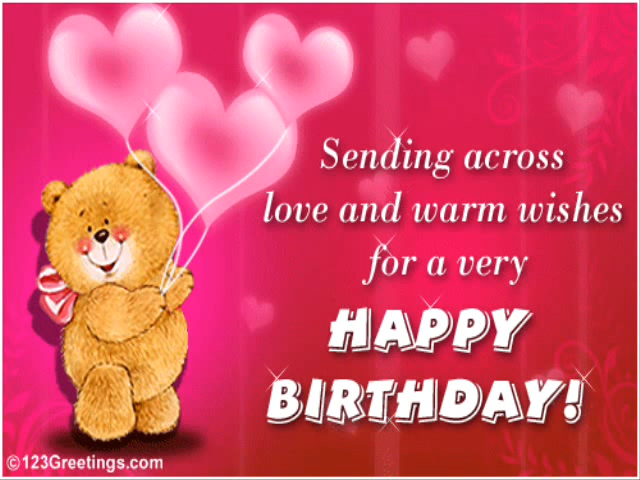 Sending across
love and warm wishes
for a very
HAPPY
BIRTHDAY!
©123Greetings.com